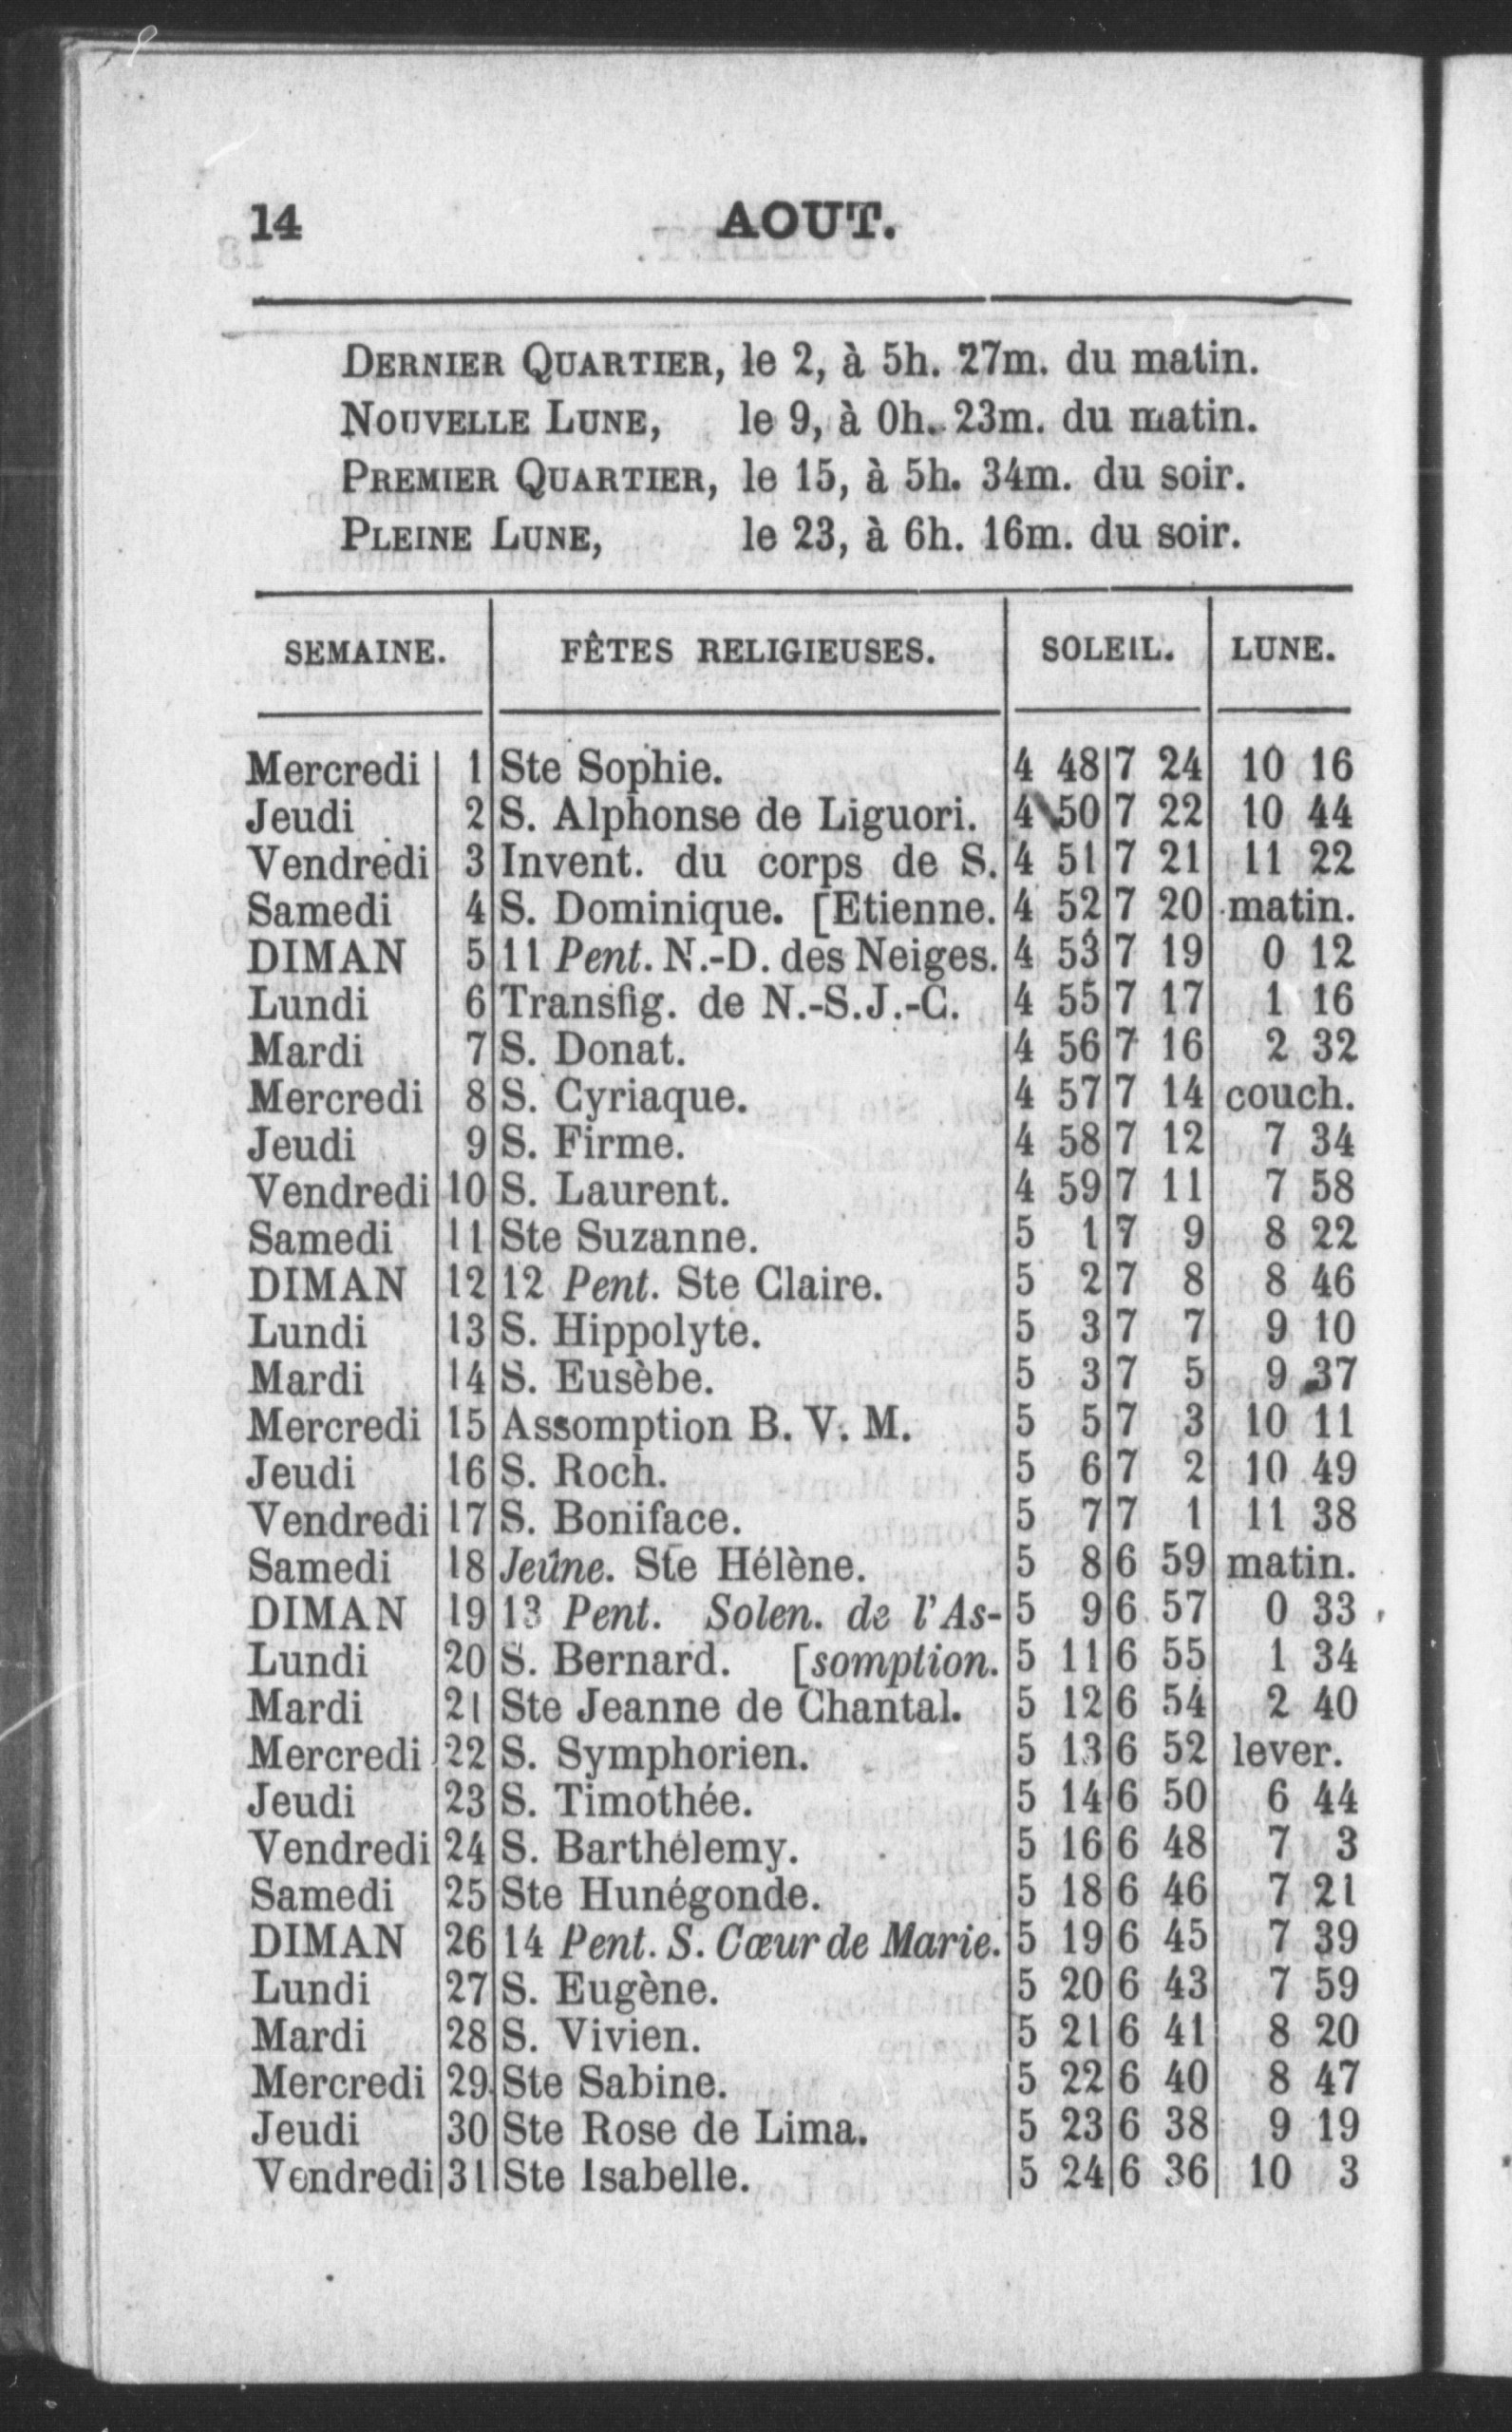 14 AOUT.
DERNIER QUARTIER, le 2, à 5h. 27m. du matin.
NOUVELLE LUNE, le 9, à 0h. 23m. du matin.
PREMIER QUARTIER, le 15, à 5h. 34m. du soir.
PLEINE LUNE, le 23, à 6h. 16m. du soir.
SEMAINE. FÊTES RELIGIEUSES. SOLEIL. LUNE.
Mercredi 1 Ste Sophie. 4 48 7 24 10 16
Jeudi 2 S. Alphonse de Liguori. 4 50 7 22 10 44
Vendredi 3 Invent. du corps de S. 4 51 7 21 11 22
Samedi 4 S. Dominique. [Etienne. 4 52 7 20 matin.
DIMAN 5 11 Pent. N.-D. des Neiges. 4 53 7 19 0 12
Lundi 6 Transfig. de N.-S.J.-C. 4 55 7 17 1 16
Mardi 7 S. Donat. 4 56 7 16 2 32
Mercredi 8 S. Cyriaque. 4 57 7 14 couch.
Jeudi 9 S. Firme. 4 58 7 12 7 34
Vendredi 10 S. Laurent. 4 59 7 11 7 58
Samedi 11 Ste Suzanne. 5 1 7 9 8 22
DIMAN 12 12 Pent. Ste Claire. 5 2 7 8 8 46
Lundi 13 S. Hippolyte. 5 3 7 7 9 10
Mardi 14 S. Eusèbe. 5 3 7 5 9 37
Mercredi 15 Assomption B. V. M. 5 5 7 3 10 11
Jeudi 16 S. Roch. 5 6 7 2 10 49
Vendredi 17 S. Boniface. 5 7 7 1 11 38
Samedi 18 Jeûne. Ste Hélène. 5 8 6 59 matin.
DIMAN 19 13 Pent. Solen. de l'As- 5 9 6 57 0 33
Lundi 20 S. Bernard. [somption. 5 11 6 55 1 34
Mardi 21 Ste Jeanne de Chantal. 5 12 6 54 2 40
Mercredi 22 S. Symphorien. 5 13 6 52 lever.
Jeudi 23 S. Timothée. 5 14 6 50 6 44
Vendredi 24 S. Barthélemy. 5 16 6 48 7 3
Samedi 25 Ste Hunégonde. 5 18 6 46 7 21
DIMAN 26 14 Pent. S. Cœur de Marie. 5 19 6 45 7 39
Lundi 27 S. Eugène. 5 20 6 43 7 59
Mardi 28 S. Vivien. 5 21 6 41 8 20
Mercredi 29 Ste Sabine. 5 22 6 40 8 47
Jeudi 30 Ste Rose de Lima. 5 23 6 38 9 19
Vendredi 31 Ste Isabelle. 5 24 6 36 10 3